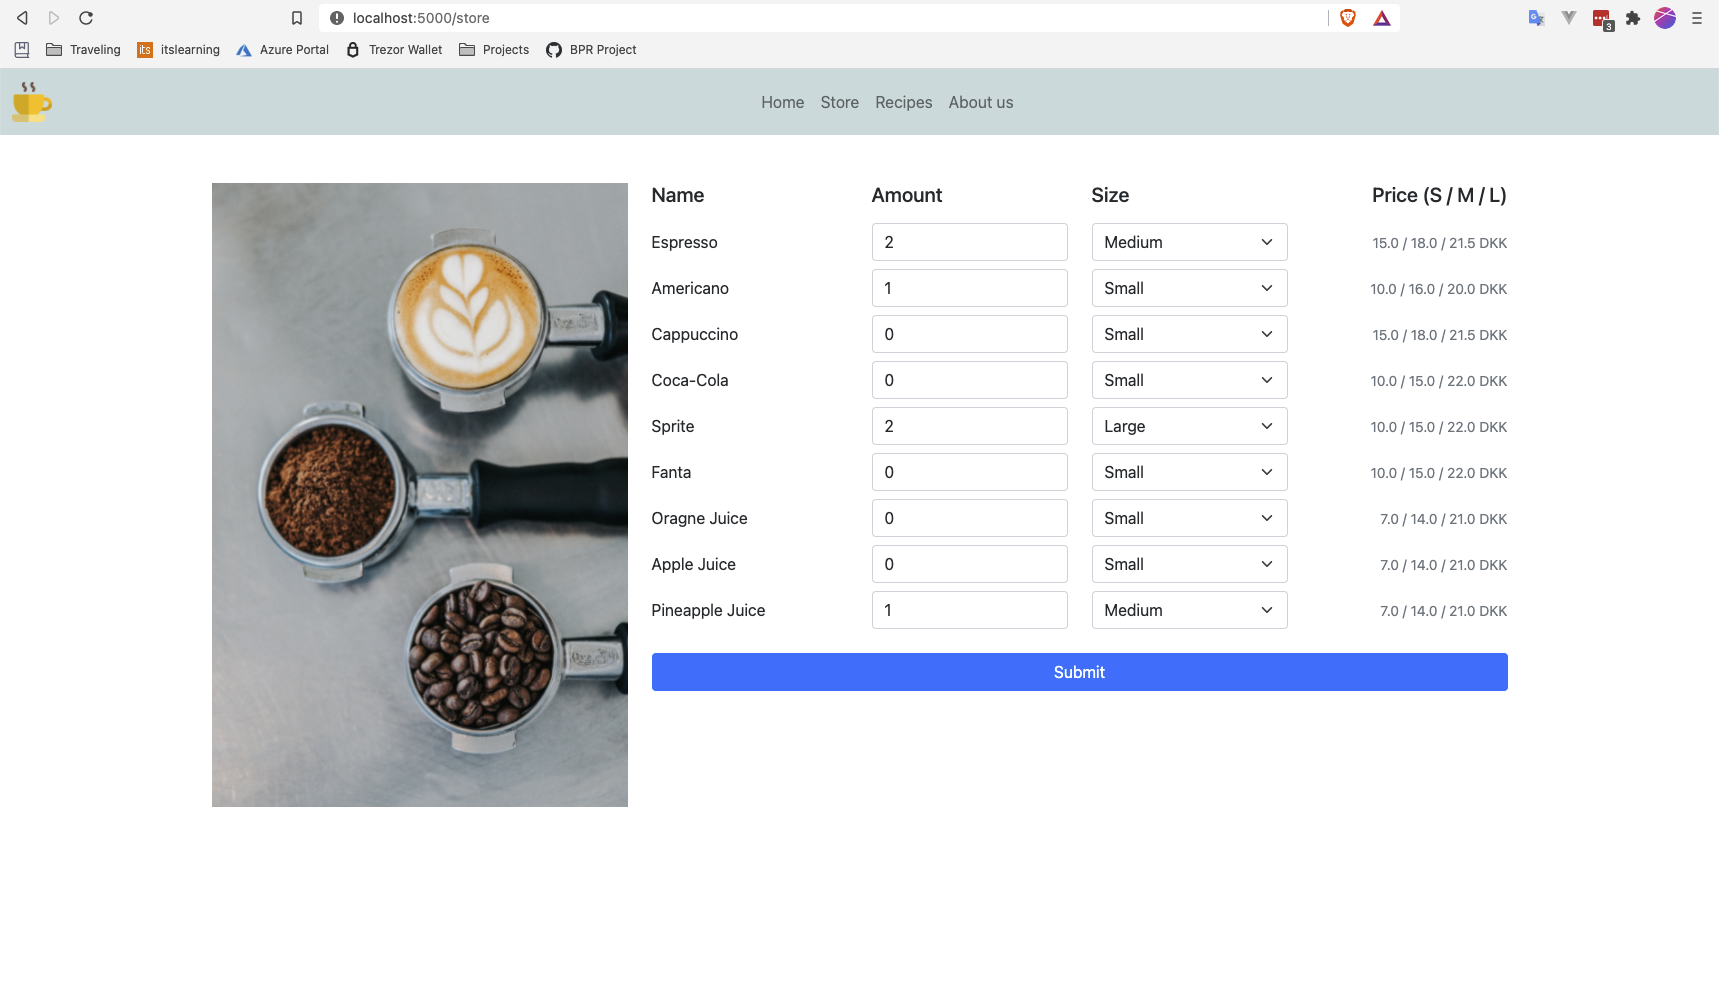 localhost:5000/store
3
Traveling its itslearning Azure Portal Trezor Wallet Projects BPR Project
Home Store Recipes About us
Name Amount Size Price (S / M / L)
Espresso 2 Medium 15.0 / 18.0 / 21.5 DKK
Americano 1 Small 10.0 / 16.0 / 20.0 DKK
Cappuccino 0 Small 15.0 / 18.0 / 21.5 DKK
Coca-Cola 0 Small 10.0 / 15.0 / 22.0 DKK
Sprite 2 Large 10.0 / 15.0 / 22.0 DKK
Fanta 0 Small 10.0 / 15.0 / 22.0 DKK
Oragne Juice 0 Small 7.0 / 14.0 / 21.0 DKK
Apple Juice 0 Small 7.0 / 14.0 / 21.0 DKK
Pineapple Juice 1 Medium 7.0 / 14.0 / 21.0 DKK
Submit